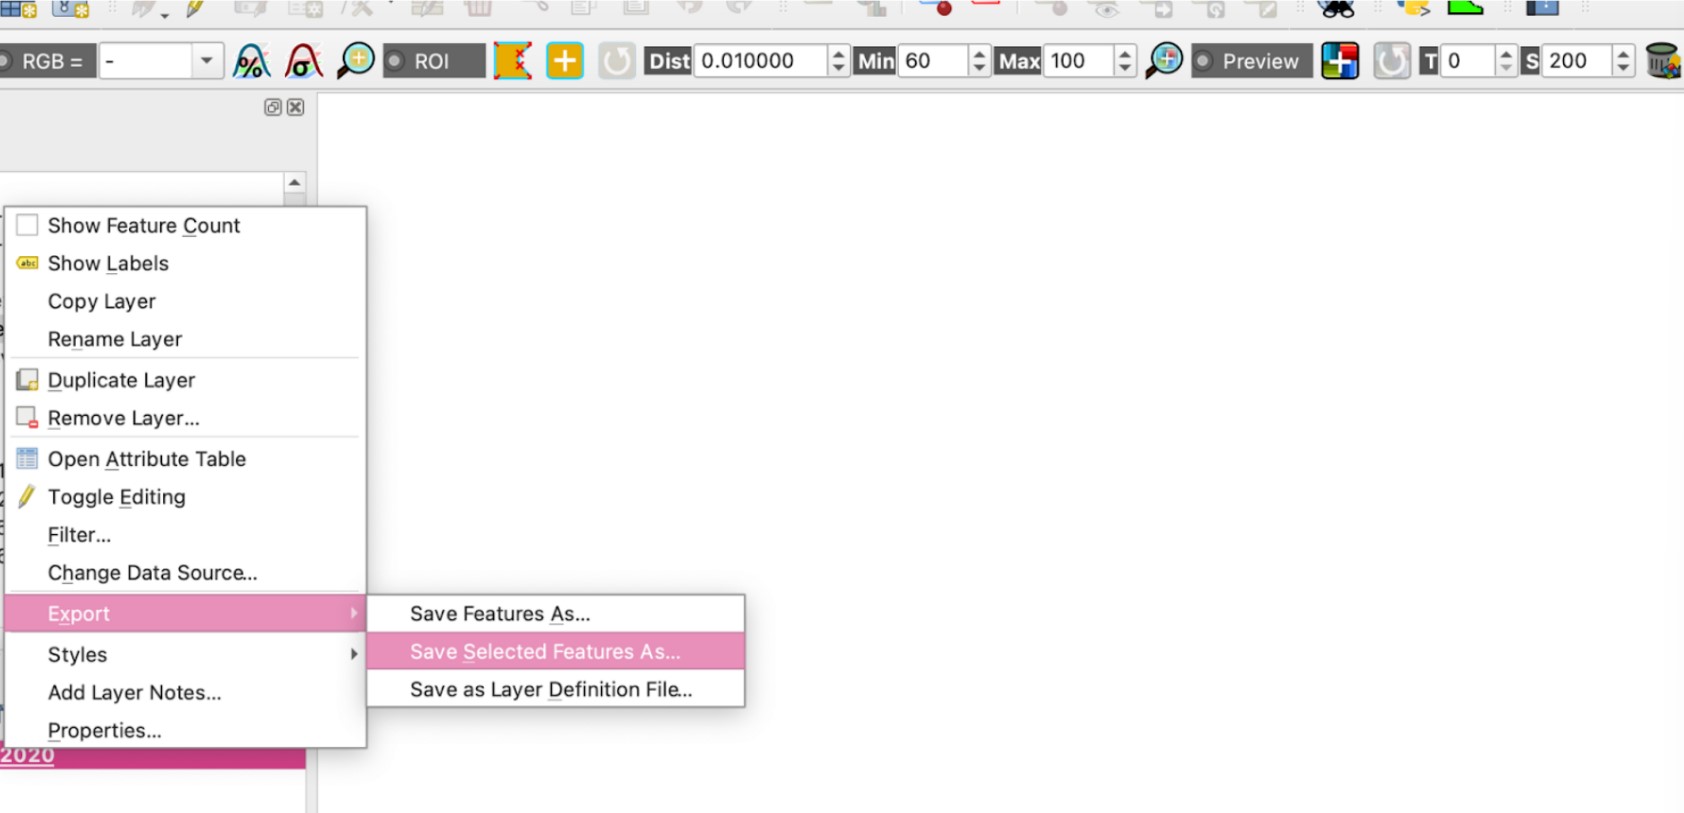 RGB = - % σ ROI Dist 0.010000 Min 60 Max 100 Preview T 0 S 200
Show Feature Count
abc Show Labels
Copy Layer
Rename Layer
Duplicate Layer
Remove Layer...
Open Attribute Table
Toggle Editing
Filter...
Change Data Source...
Export
Save Features As...
Save Selected Features As...
Save as Layer Definition File...
Styles
Add Layer Notes...
Properties...
2020